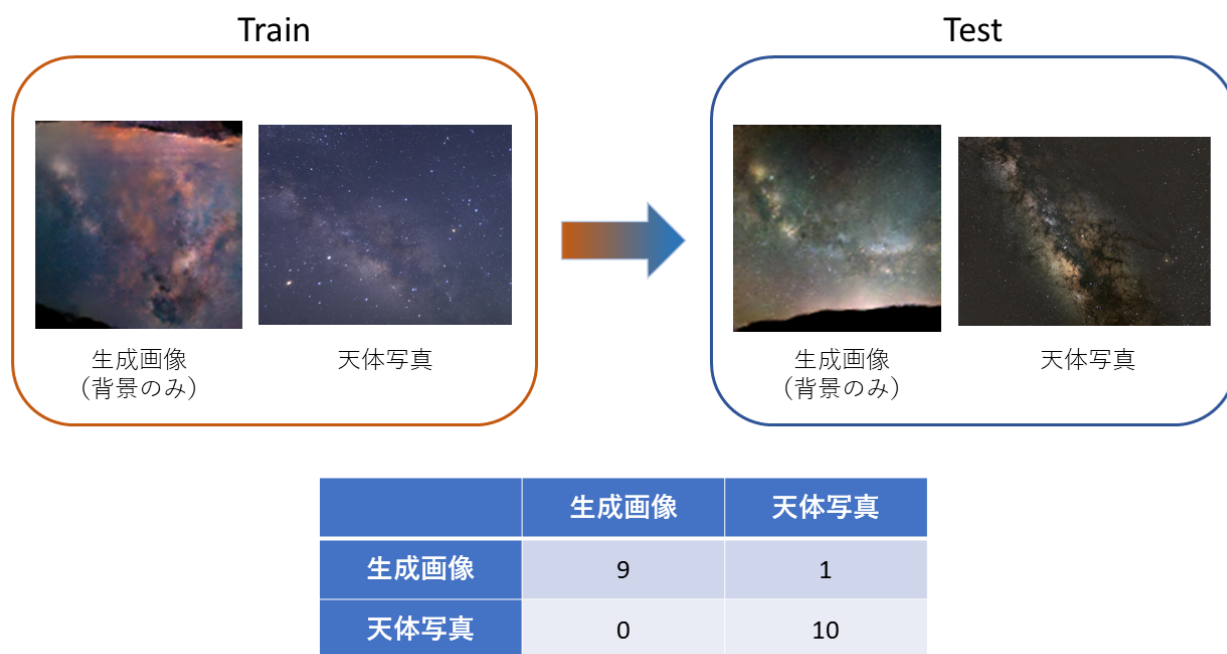 Train
Test
生成画像
（背景のみ）
天体写真
生成画像
（背景のみ）
天体写真
生成画像 天体写真
生成画像 9 1
天体写真 0 10